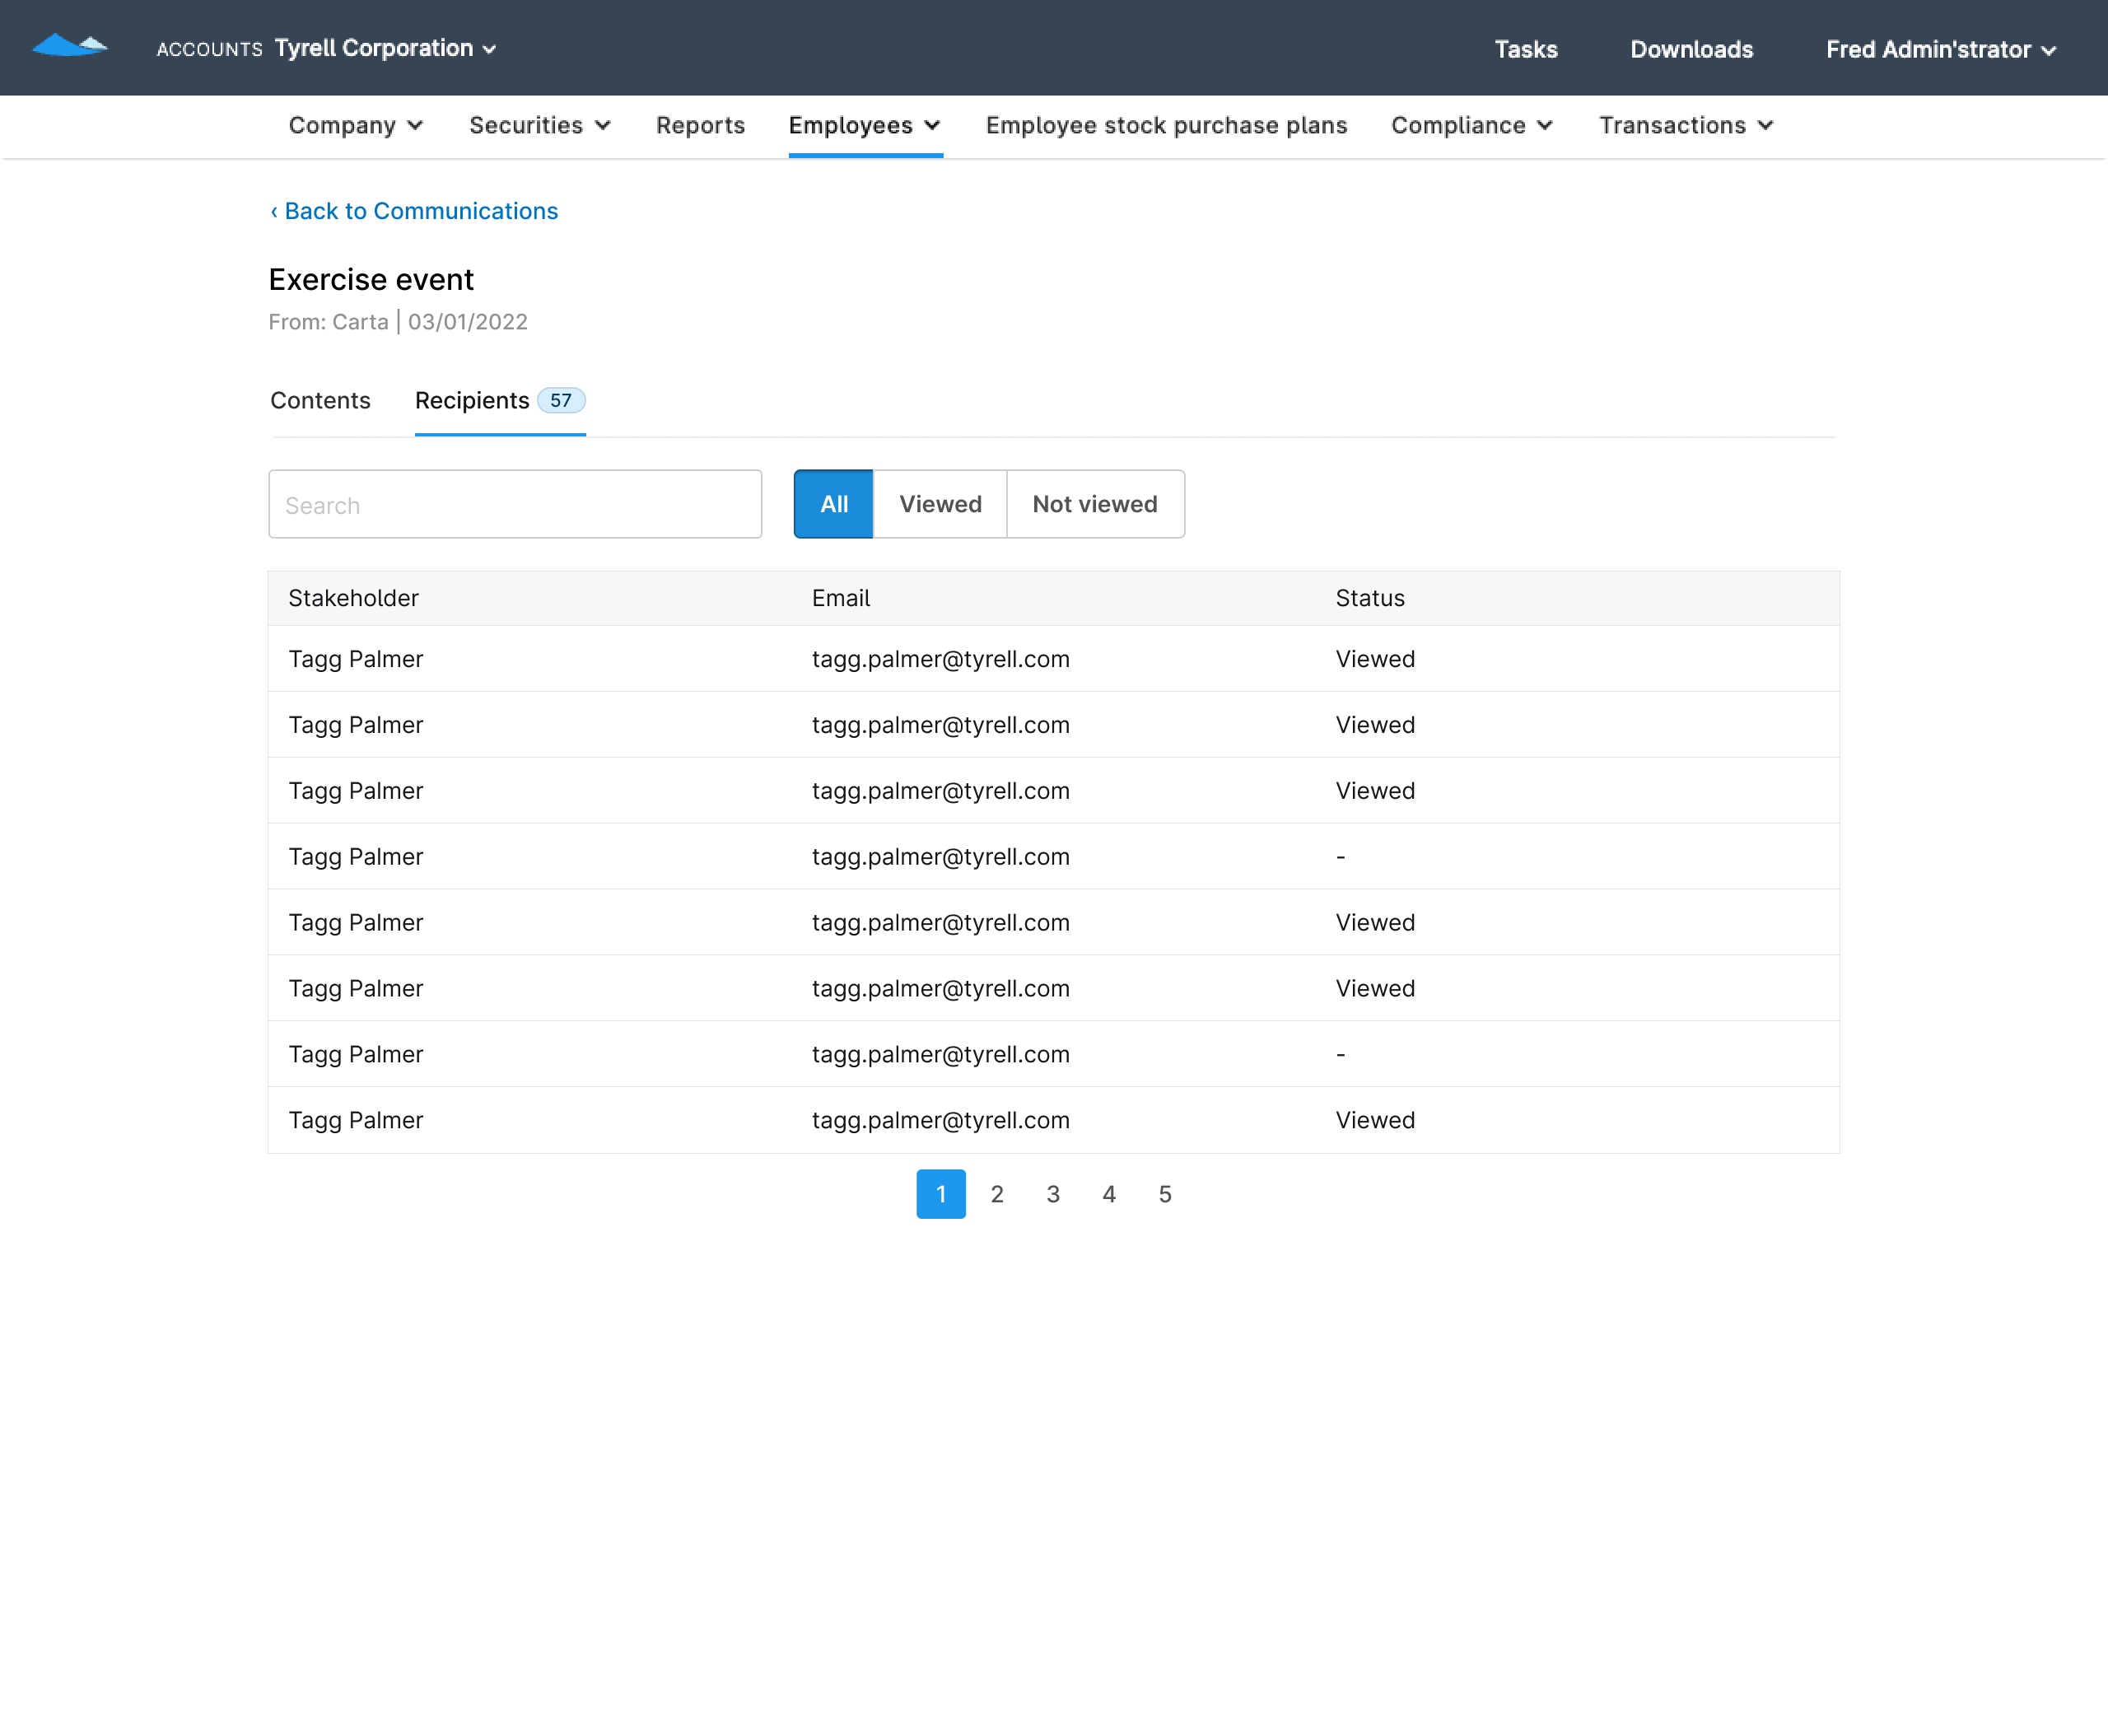 ACCOUNTS Tyrell Corporation Tasks Downloads Fred Admin'strator
Company Securities Reports Employees Employee stock purchase plans Compliance Transactions
‹ Back to Communications
Exercise event
From: Carta | 03/01/2022
Contents Recipients 57
Search All Viewed Not viewed
Stakeholder Email Status
Tagg Palmer tagg.palmer@tyrell.com Viewed
Tagg Palmer tagg.palmer@tyrell.com Viewed
Tagg Palmer tagg.palmer@tyrell.com Viewed
Tagg Palmer tagg.palmer@tyrell.com -
Tagg Palmer tagg.palmer@tyrell.com Viewed
Tagg Palmer tagg.palmer@tyrell.com Viewed
Tagg Palmer tagg.palmer@tyrell.com -
Tagg Palmer tagg.palmer@tyrell.com Viewed
1 2 3 4 5